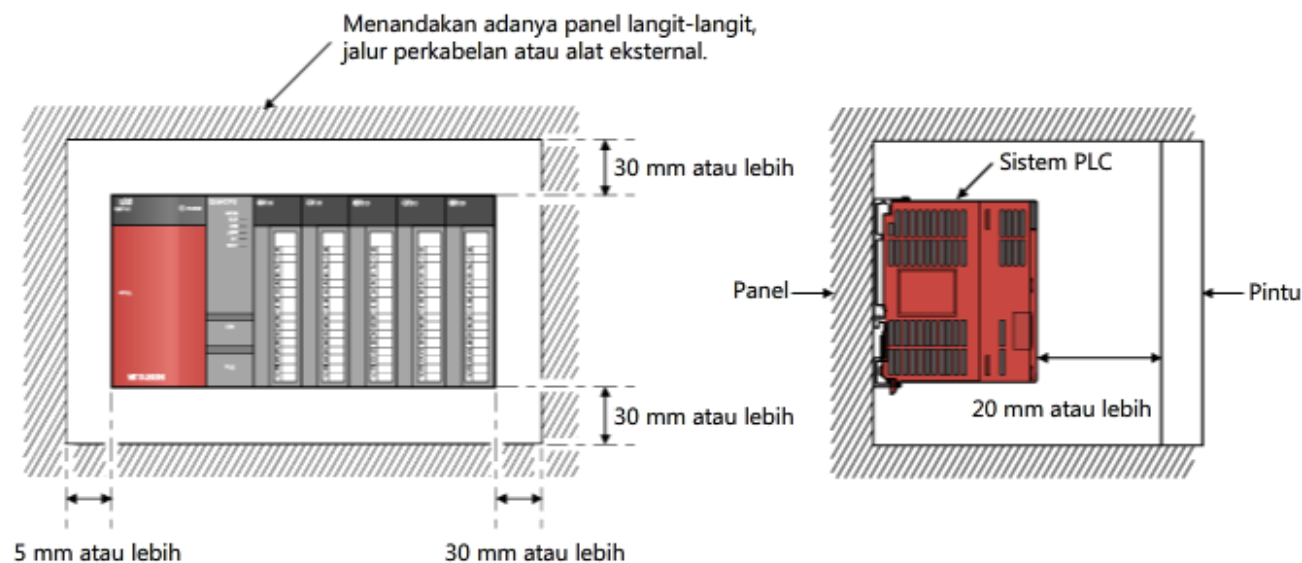 Menandakan adanya panel langit-langit,
jalur perkabelan atau alat eksternal.
30 mm atau lebih
30 mm atau lebih
5 mm atau lebih
30 mm atau lebih
Sistem PLC
Panel
Pintu
20 mm atau lebih